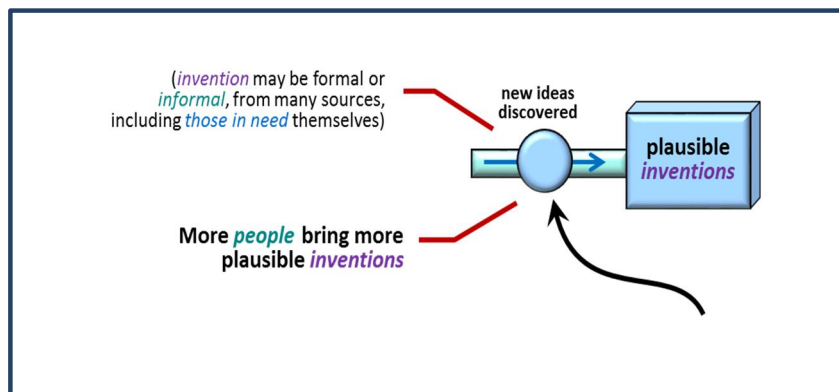 (invention may be formal or
informal, from many sources,
including those in need themselves)
new ideas
discovered
plausible
inventions
More people bring more
plausible inventions